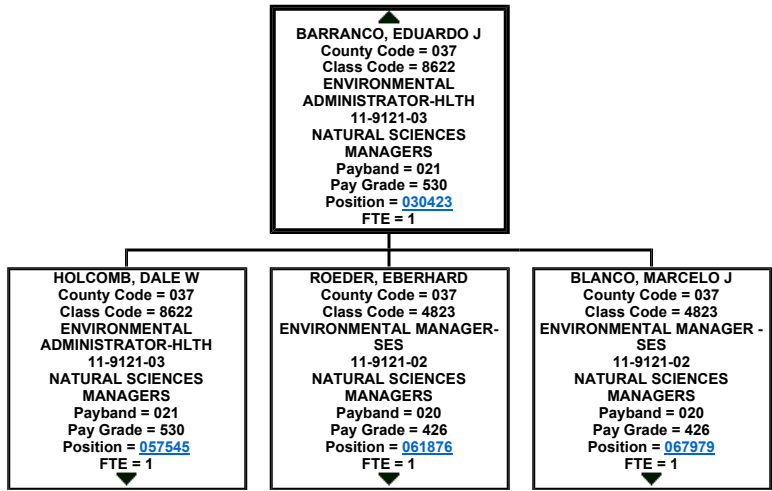 BARRANCO, EDUARDO J
County Code = 037
Class Code = 8622
ENVIRONMENTAL
ADMINISTRATOR-HLTH
11-9121-03
NATURAL SCIENCES
MANAGERS
Payband = 021
Pay Grade = 530
Position = 030423
FTE = 1
HOLCOMB, DALE W
County Code = 037
Class Code = 8622
ENVIRONMENTAL
ADMINISTRATOR-HLTH
11-9121-03
NATURAL SCIENCES
MANAGERS
Payband = 021
Pay Grade = 530
Position = 057545
FTE = 1
ROEDER, EBERHARD
County Code = 037
Class Code = 4823
ENVIRONMENTAL MANAGER-
SES
11-9121-02
NATURAL SCIENCES
MANAGERS
Payband = 020
Pay Grade = 426
Position = 061876
FTE = 1
BLANCO, MARCELO J
County Code = 037
Class Code = 4823
ENVIRONMENTAL MANAGER -
SES
11-9121-02
NATURAL SCIENCES
MANAGERS
Payband = 020
Pay Grade = 426
Position = 067979
FTE = 1